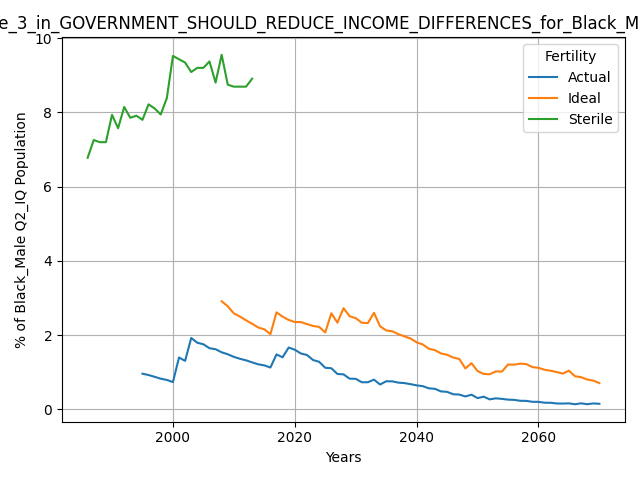 e_3_in_GOVERNMENT_SHOULD_REDUCE_INCOME_DIFFERENCES_for_Black_M
10
8
6
4
2
0
% of Black_Male Q2_IQ Population
Fertility
Actual
Ideal
Sterile
2000
2020
2040
2060
Years